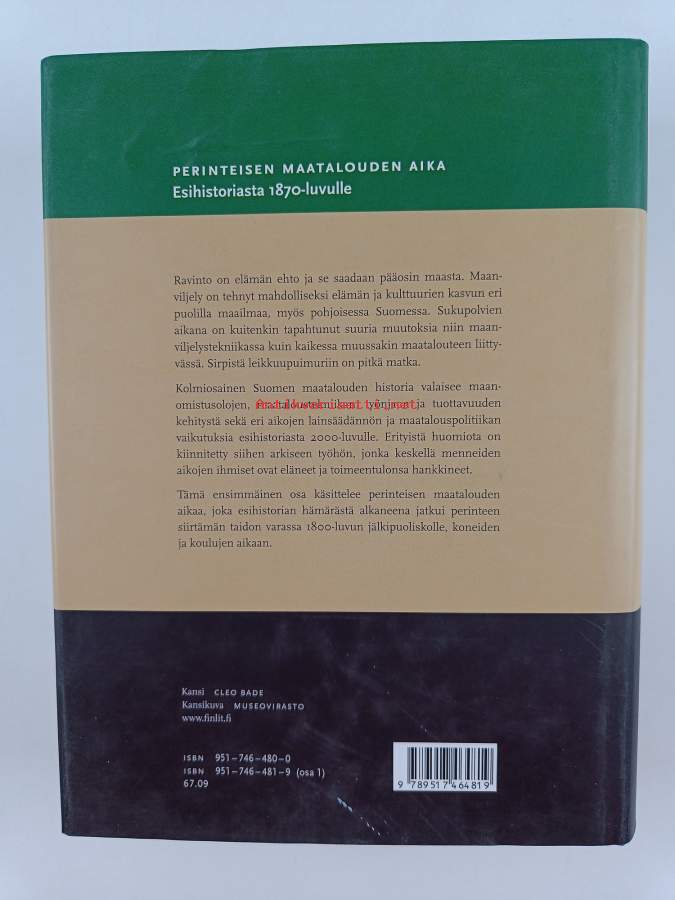 PERINTEISEN MAATALOUDEN AIKA
Esihistoriasta 1870-luvulle
Ravinto on elämän ehto ja se saadaan pääosin maasta. Maan-
viljely on tehnyt mahdolliseksi elämän ja kulttuurien kasvun eri
puolilla maailmaa, myös pohjoisessa Suomessa. Sukupolvien
aikana on kuitenkin tapahtunut suuria muutoksia niin maan-
viljelystekniikassa kuin kaikessa muussakin maatalouteen liitty-
vässä. Sirpistä leikkuupuimuriin on pitkä matka.
Kolmiosainen Suomen maatalouden historia valaisee maan-
omistusolojen, maataloustekniikan, työnjaon ja tuottavuuden
kehitystä sekä eri aikojen lainsäädännön ja maatalouspolitiikan
vaikutuksia esihistoriasta 2000-luvulle. Erityistä huomiota on
kiinnitetty siihen arkiseen työhön, jonka keskellä menneiden
aikojen ihmiset ovat eläneet ja toimeentulonsa hankkineet.
Tämä ensimmäinen osa käsittelee perinteisen maatalouden
aikaa, joka esihistorian hämärästä alkaneena jatkui perinteen
siirtämän taidon varassa 1800-luvun jälkipuoliskolle, koneiden
ja koulujen aikaan.
Kansi CLEO BADE
Kansikuva MUSEOVIRASTO
www.finlit.fi
ISBN 951-746-480-0
ISBN 951-746-481-9 (osa 1)
67.09
9 789517 464819